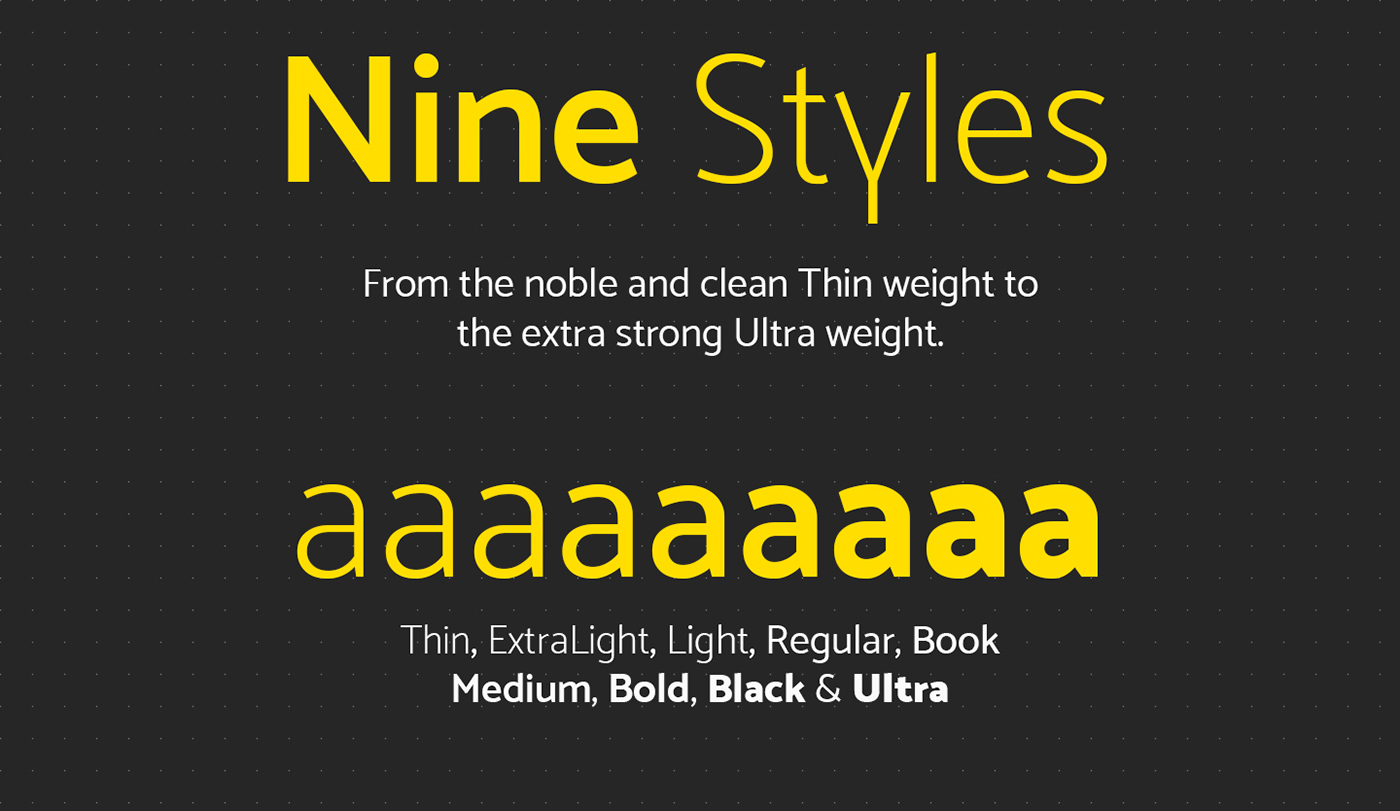 Nine Styles
From the noble and clean Thin weight to
the extra strong Ultra weight.
aaaaaaaaa
Thin, ExtraLight, Light, Regular, Book
Medium, Bold, Black & Ultra